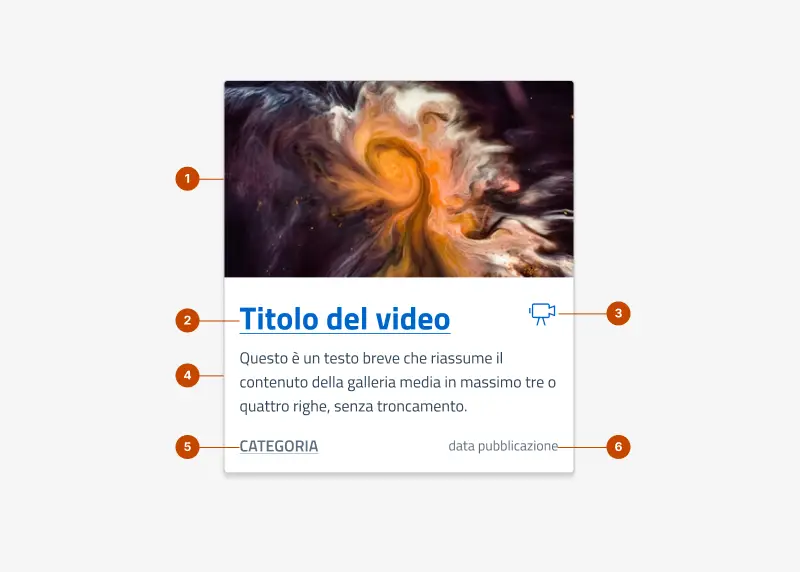 1
2 Titolo del video 3
Questo è un testo breve che riassume il
4 contenuto della galleria media in massimo tre o
quattro righe, senza troncamento.
5 CATEGORIA data pubblicazione 6